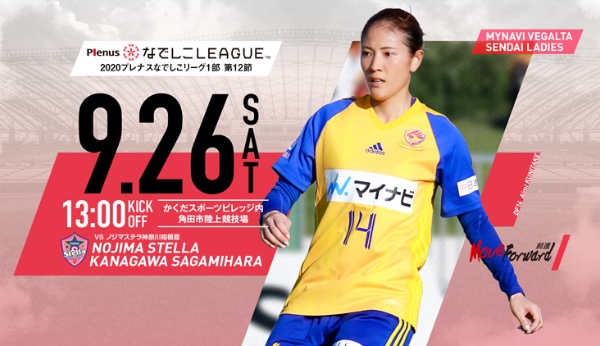 Plenus なでしこLEAGUE
2020プレナスなでしこリーグ1部 第12節
9.26 SAT
13:00 KICK OFF
かくだスポーツビレッジ内
角田市陸上競技場
VS ノジマステラ神奈川相模原
NOJIMA STELLA
KANAGAWA SAGAMIHARA
Stella
MYNAVI VEGALTA
SENDAI LADIES
adidas
マイナビ
14
Move Forward
前進